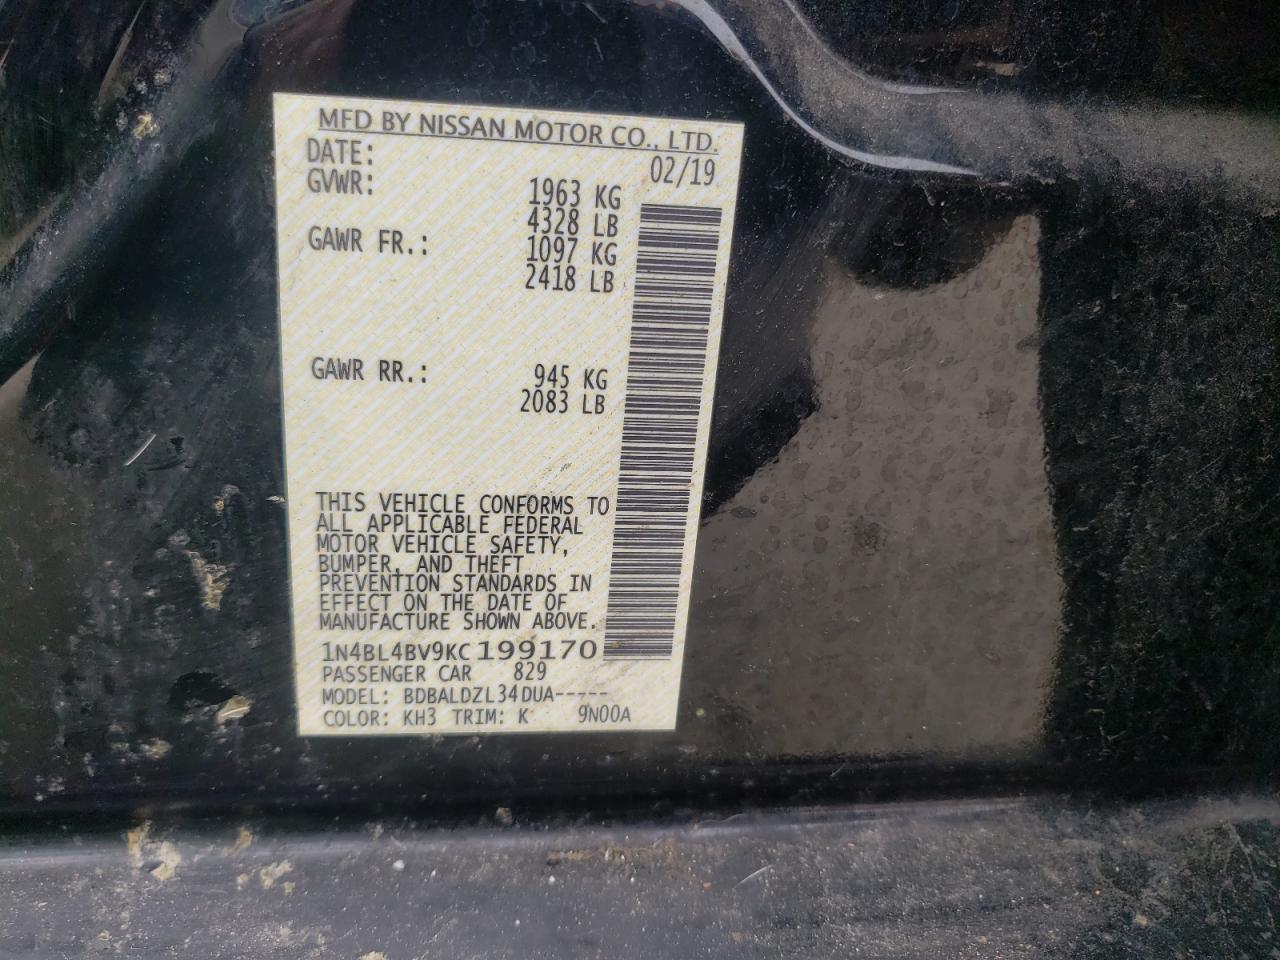 MFD BY NISSAN MOTOR CO., LTD.
DATE: 02/19
GVWR: 1963 KG
4328 LB
GAWR FR.: 1097 KG
2418 LB
GAWR RR.: 945 KG
2083 LB
THIS VEHICLE CONFORMS TO
ALL APPLICABLE FEDERAL
MOTOR VEHICLE SAFETY,
BUMPER, AND THEFT
PREVENTION STANDARDS IN
EFFECT ON THE DATE OF
MANUFACTURE SHOWN ABOVE.
1N4BL4BV9KC199170
PASSENGER CAR 829
MODEL: BDBALDZL34DUA-----
COLOR: KH3 TRIM: K 9N00A